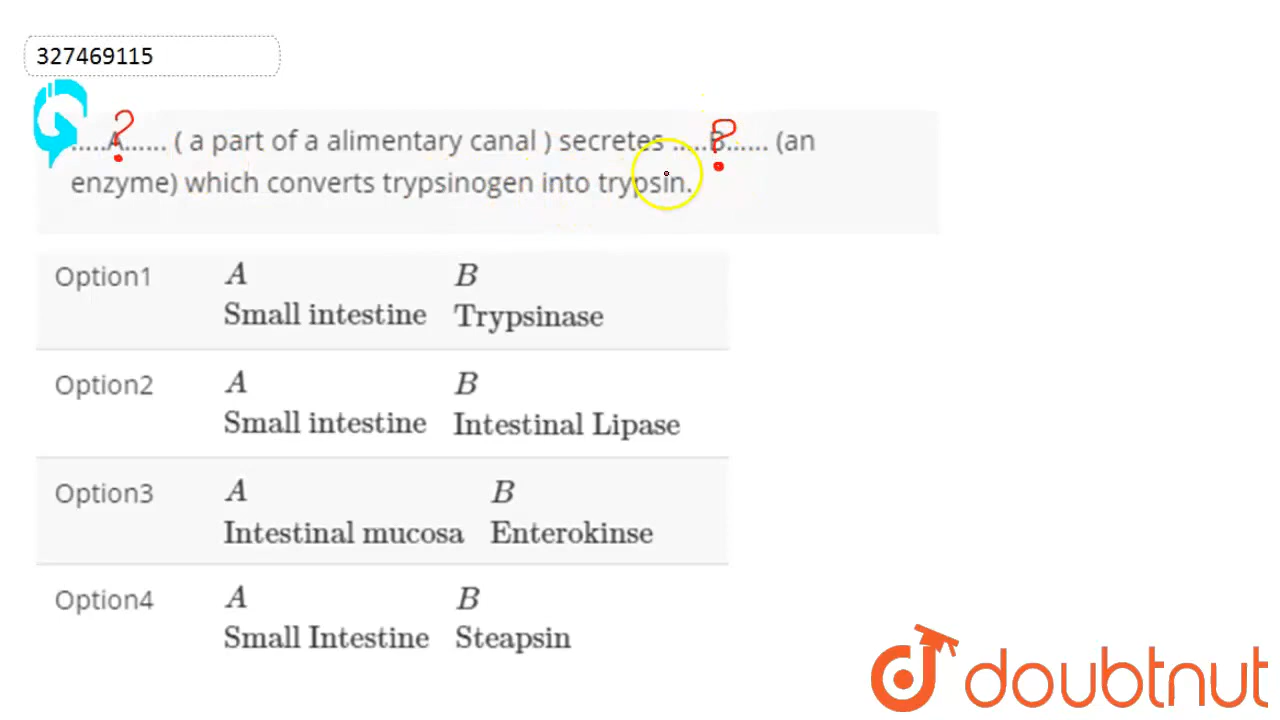 327469115
.....A...... ( a part of a alimentary canal ) secretes .....B...... (an
enzyme) which converts trypsinogen into trypsin.
? ?
Option1 A B
Small intestine Trypsinase
Option2 A B
Small intestine Intestinal Lipase
Option3 A B
Intestinal mucosa Enterokinse
Option4 A B
Small Intestine Steapsin
doubtnut